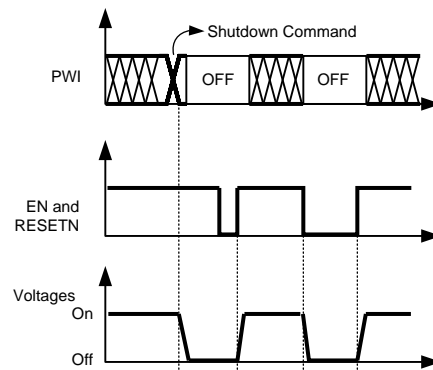 Shutdown Command
PWI
OFF
OFF
EN and
RESETN
Voltages
On
Off